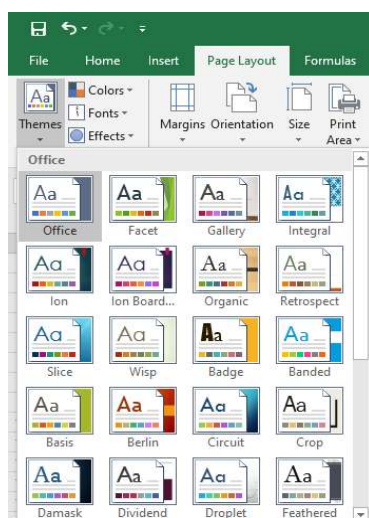 File Home Insert Page Layout Formulas
Colors
Fonts
Effects
Themes Margins Orientation Size Print
Area
Office
Aa Aa Aa Aa
Office Facet Gallery Integral
Aa Aa Aa Aa
Ion Ion Board... Organic Retrospect
Aa Aa Aa Aa
Slice Wisp Badge Banded
Aa Aa Aa Aa
Basis Berlin Circuit Crop
Aa Aa Aa Aa
Damask Dividend Droplet Feathered